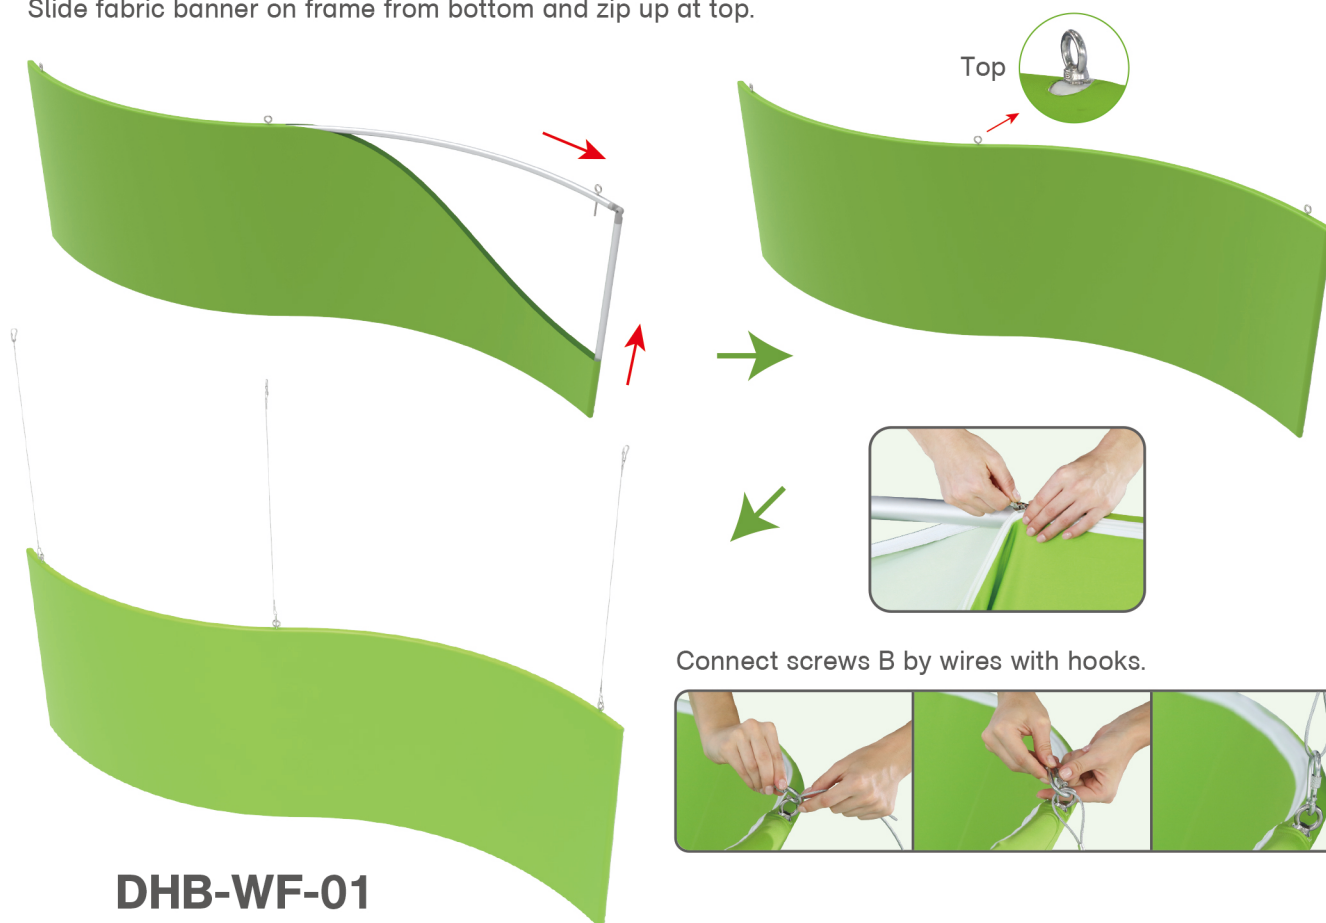 Slide fabric banner on frame from bottom and zip up at top.
Top
Connect screws B by wires with hooks.
DHB-WF-01